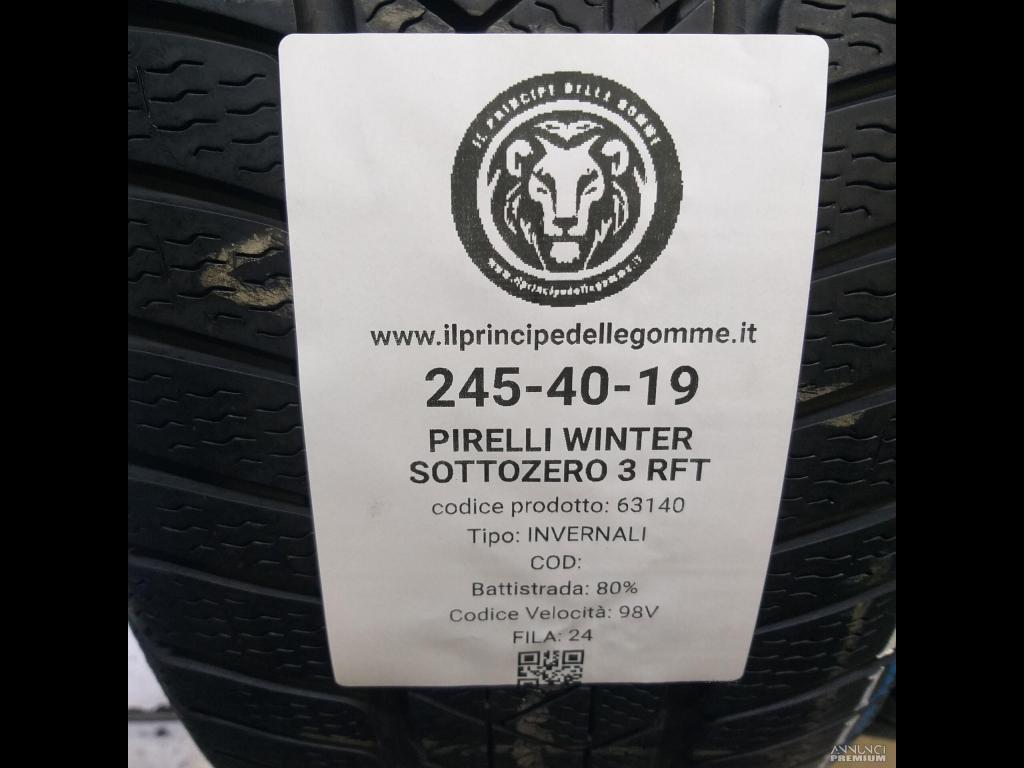 IL PRINCIPE DELLE GOMME
www.ilprincipedellegomme.it
www.ilprincipedellegomme.it
245-40-19
PIRELLI WINTER
SOTTOZERO 3 RFT
codice prodotto: 63140
Tipo: INVERNALI
COD:
Battistrada: 80%
Codice Velocità: 98V
FILA: 24
ANNUNCI
PREMIUM